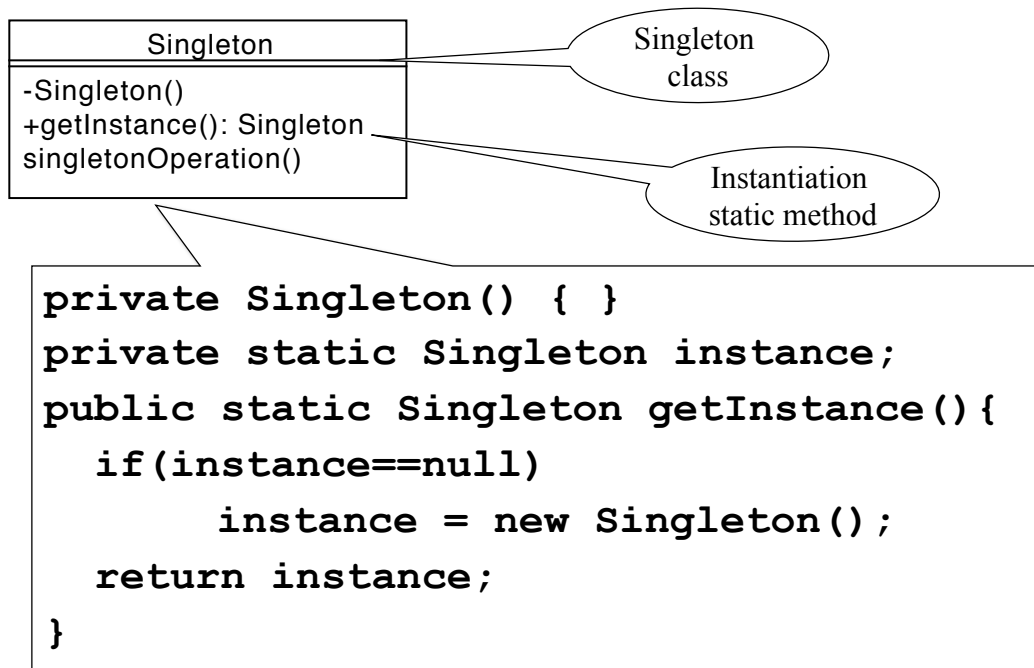 Singleton
-Singleton()
+getInstance(): Singleton
singletonOperation()
Singleton
class
Instantiation
static method
private Singleton() { }
private static Singleton instance;
public static Singleton getInstance(){
if(instance==null)
instance = new Singleton();
return instance;
}